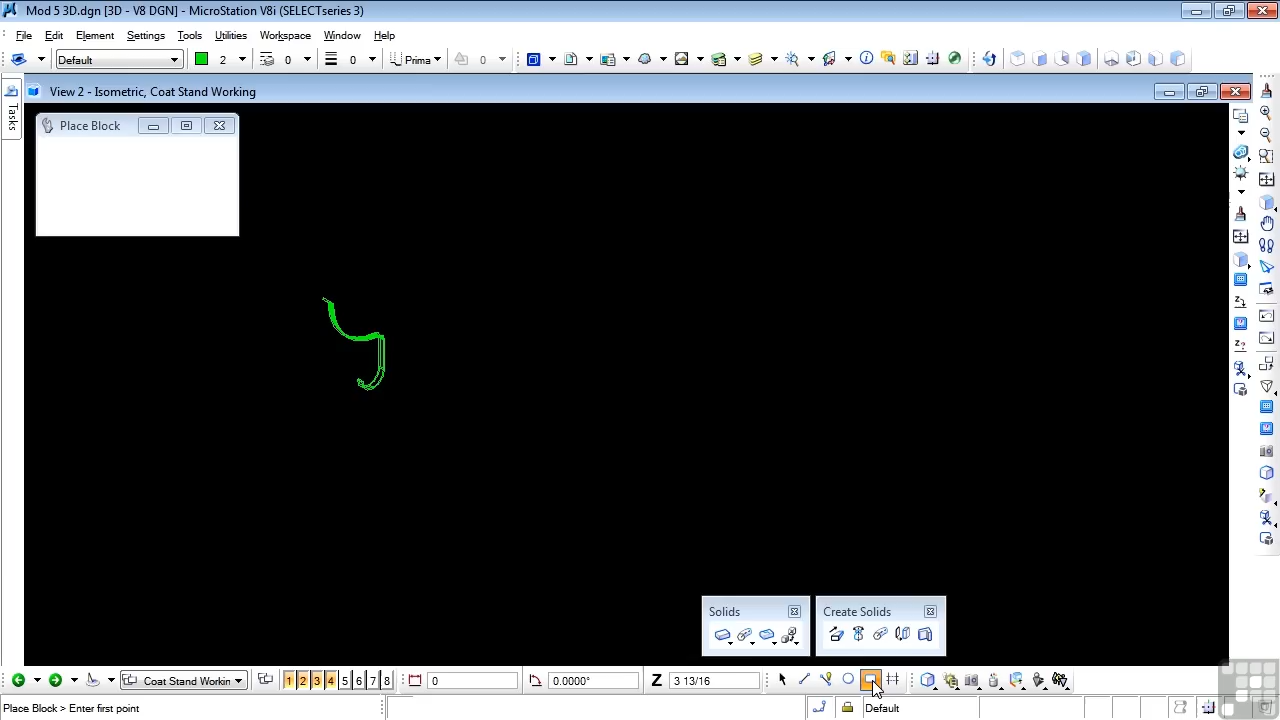 Mod 5 3D.dgn [3D - V8 DGN] - MicroStation V8i (SELECTseries 3)
File Edit Element Settings Tools Utilities Workspace Window Help
Default 2 0 0 Prima 0
View 2 - Isometric, Coat Stand Working
Tasks
Place Block
Solids Create Solids
Coat Stand Workin 1 2 3 4 5 6 7 8 0 0.0000° Z 3 13/16
Place Block > Enter first point Default